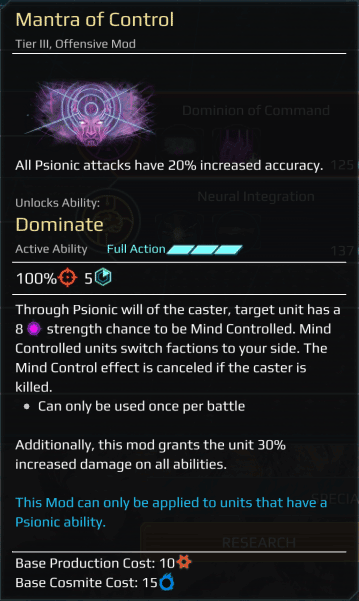 Mantra of Control
Tier III, Offensive Mod
Dominion of Command
All Psionic attacks have 20% increased accuracy.
125
Neural Integration
Unlocks Ability:
Dominate
Active Ability Full Action
137
100% 5
Through Psionic will of the caster, target unit has a
8 strength chance to be Mind Controlled. Mind
Controlled units switch factions to your side. The
Mind Control effect is canceled if the caster is
killed.
• Can only be used once per battle
Additionally, this mod grants the unit 30%
increased damage on all abilities.
This Mod can only be applied to units that have a
Psionic ability.
RESEARCH
Base Production Cost: 10
Base Cosmite Cost: 15